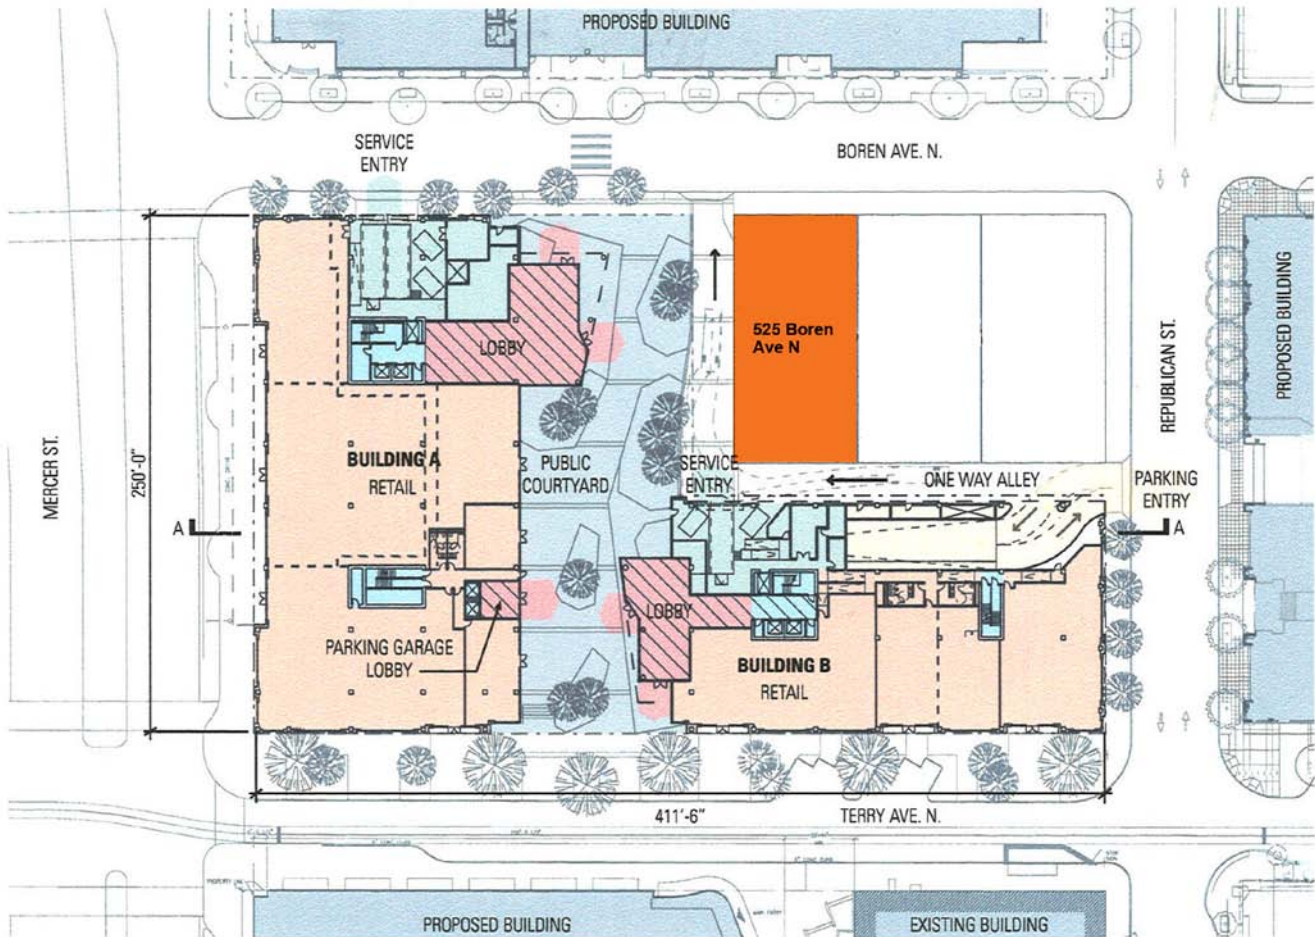 PROPOSED BUILDING
SERVICE
ENTRY
BOREN AVE. N.
525 Boren
Ave N
LOBBY
MERCER ST.
250'-0"
BUILDING A
RETAIL
PUBLIC
COURTYARD
SERVICE
ENTRY
ONE WAY ALLEY
PARKING
ENTRY
REPUBLICAN ST.
PROPOSED BUILDING
A
A
LOBBY
PARKING GARAGE
LOBBY
BUILDING B
RETAIL
411'-6"
TERRY AVE. N.
PROPOSED BUILDING
EXISTING BUILDING